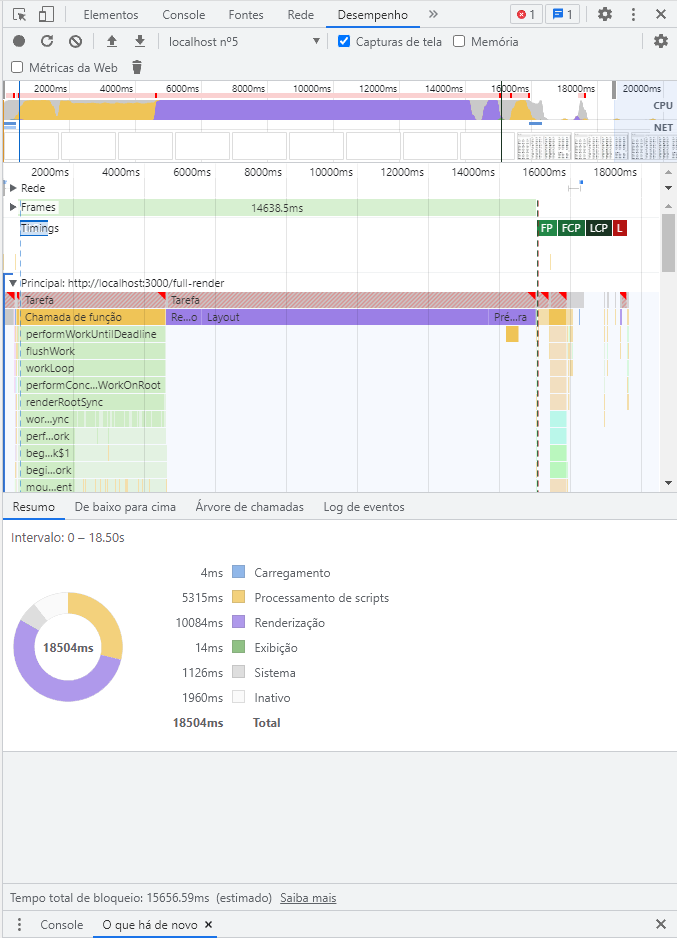 Elementos Console Fontes Rede Desempenho » 1 1
localhost nº5 Capturas de tela Memória
Métricas da Web
2000ms 4000ms 6000ms 8000ms 10000ms 12000ms 14000ms 16000ms 18000ms 20000ms
CPU
NET
2000ms 4000ms 6000ms 8000ms 10000ms 12000ms 14000ms 16000ms 18000ms
Rede
Frames 14638.5ms
Timings FP FCP LCP L
Principal: http://localhost:3000/full-render
Tarefa Tarefa
Chamada de função Re...o Layout Pré...ra
performWorkUntilDeadline
flushWork
workLoop
performConc...WorkOnRoot
renderRootSync
wor...ync
perf...ork
beg...k$1
begi...ork
mou...ent
Resumo De baixo para cima Árvore de chamadas Log de eventos
Intervalo: 0 – 18.50s
4ms Carregamento
5315ms Processamento de scripts
10084ms Renderização
18504ms
14ms Exibição
1126ms Sistema
1960ms Inativo
18504ms Total
Tempo total de bloqueio: 15656.59ms (estimado) Saiba mais
Console O que há de novo